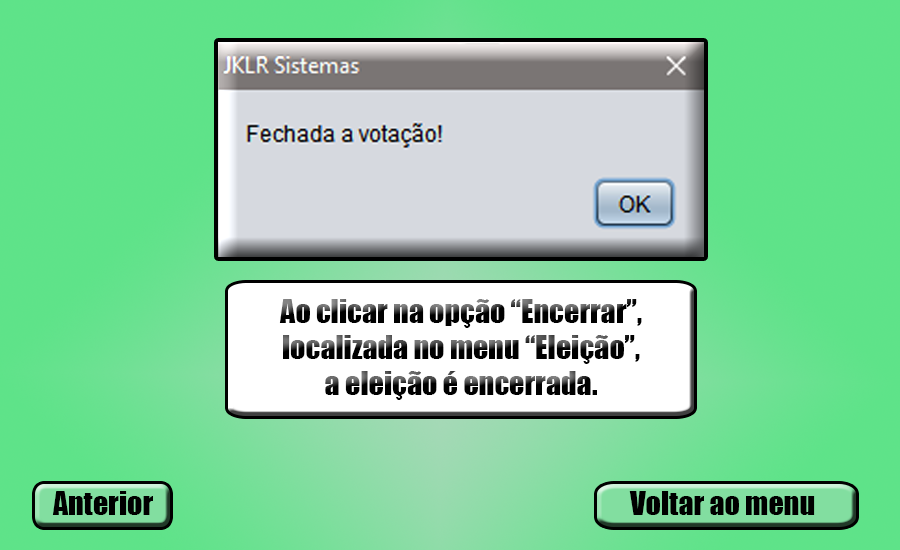 JKLR Sistemas
Fechada a votação!
OK
Ao clicar na opção “Encerrar”,
localizada no menu “Eleição”,
a eleição é encerrada.
Anterior
Voltar ao menu